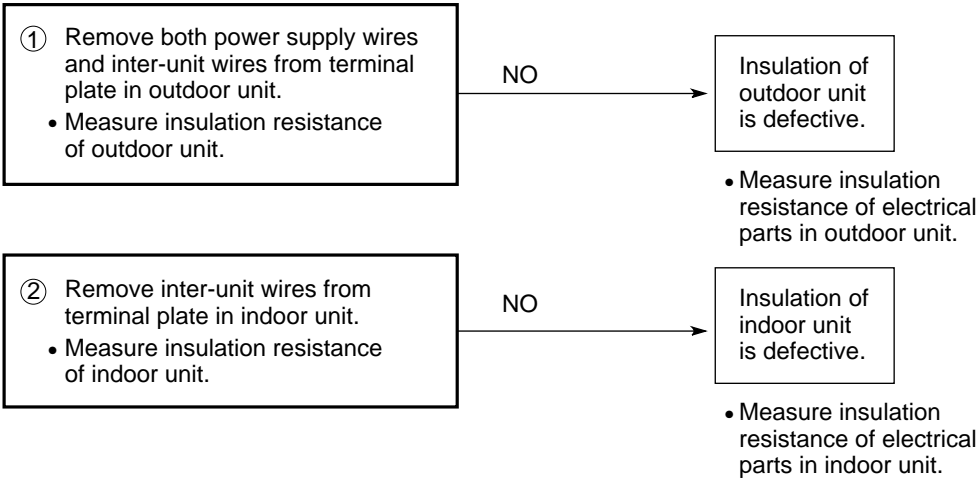 ① Remove both power supply wires
and inter-unit wires from terminal
plate in outdoor unit.
• Measure insulation resistance
of outdoor unit.
NO
Insulation of
outdoor unit
is defective.
• Measure insulation
resistance of electrical
parts in outdoor unit.
② Remove inter-unit wires from
terminal plate in indoor unit.
• Measure insulation resistance
of indoor unit.
NO
Insulation of
indoor unit
is defective.
• Measure insulation
resistance of electrical
parts in indoor unit.